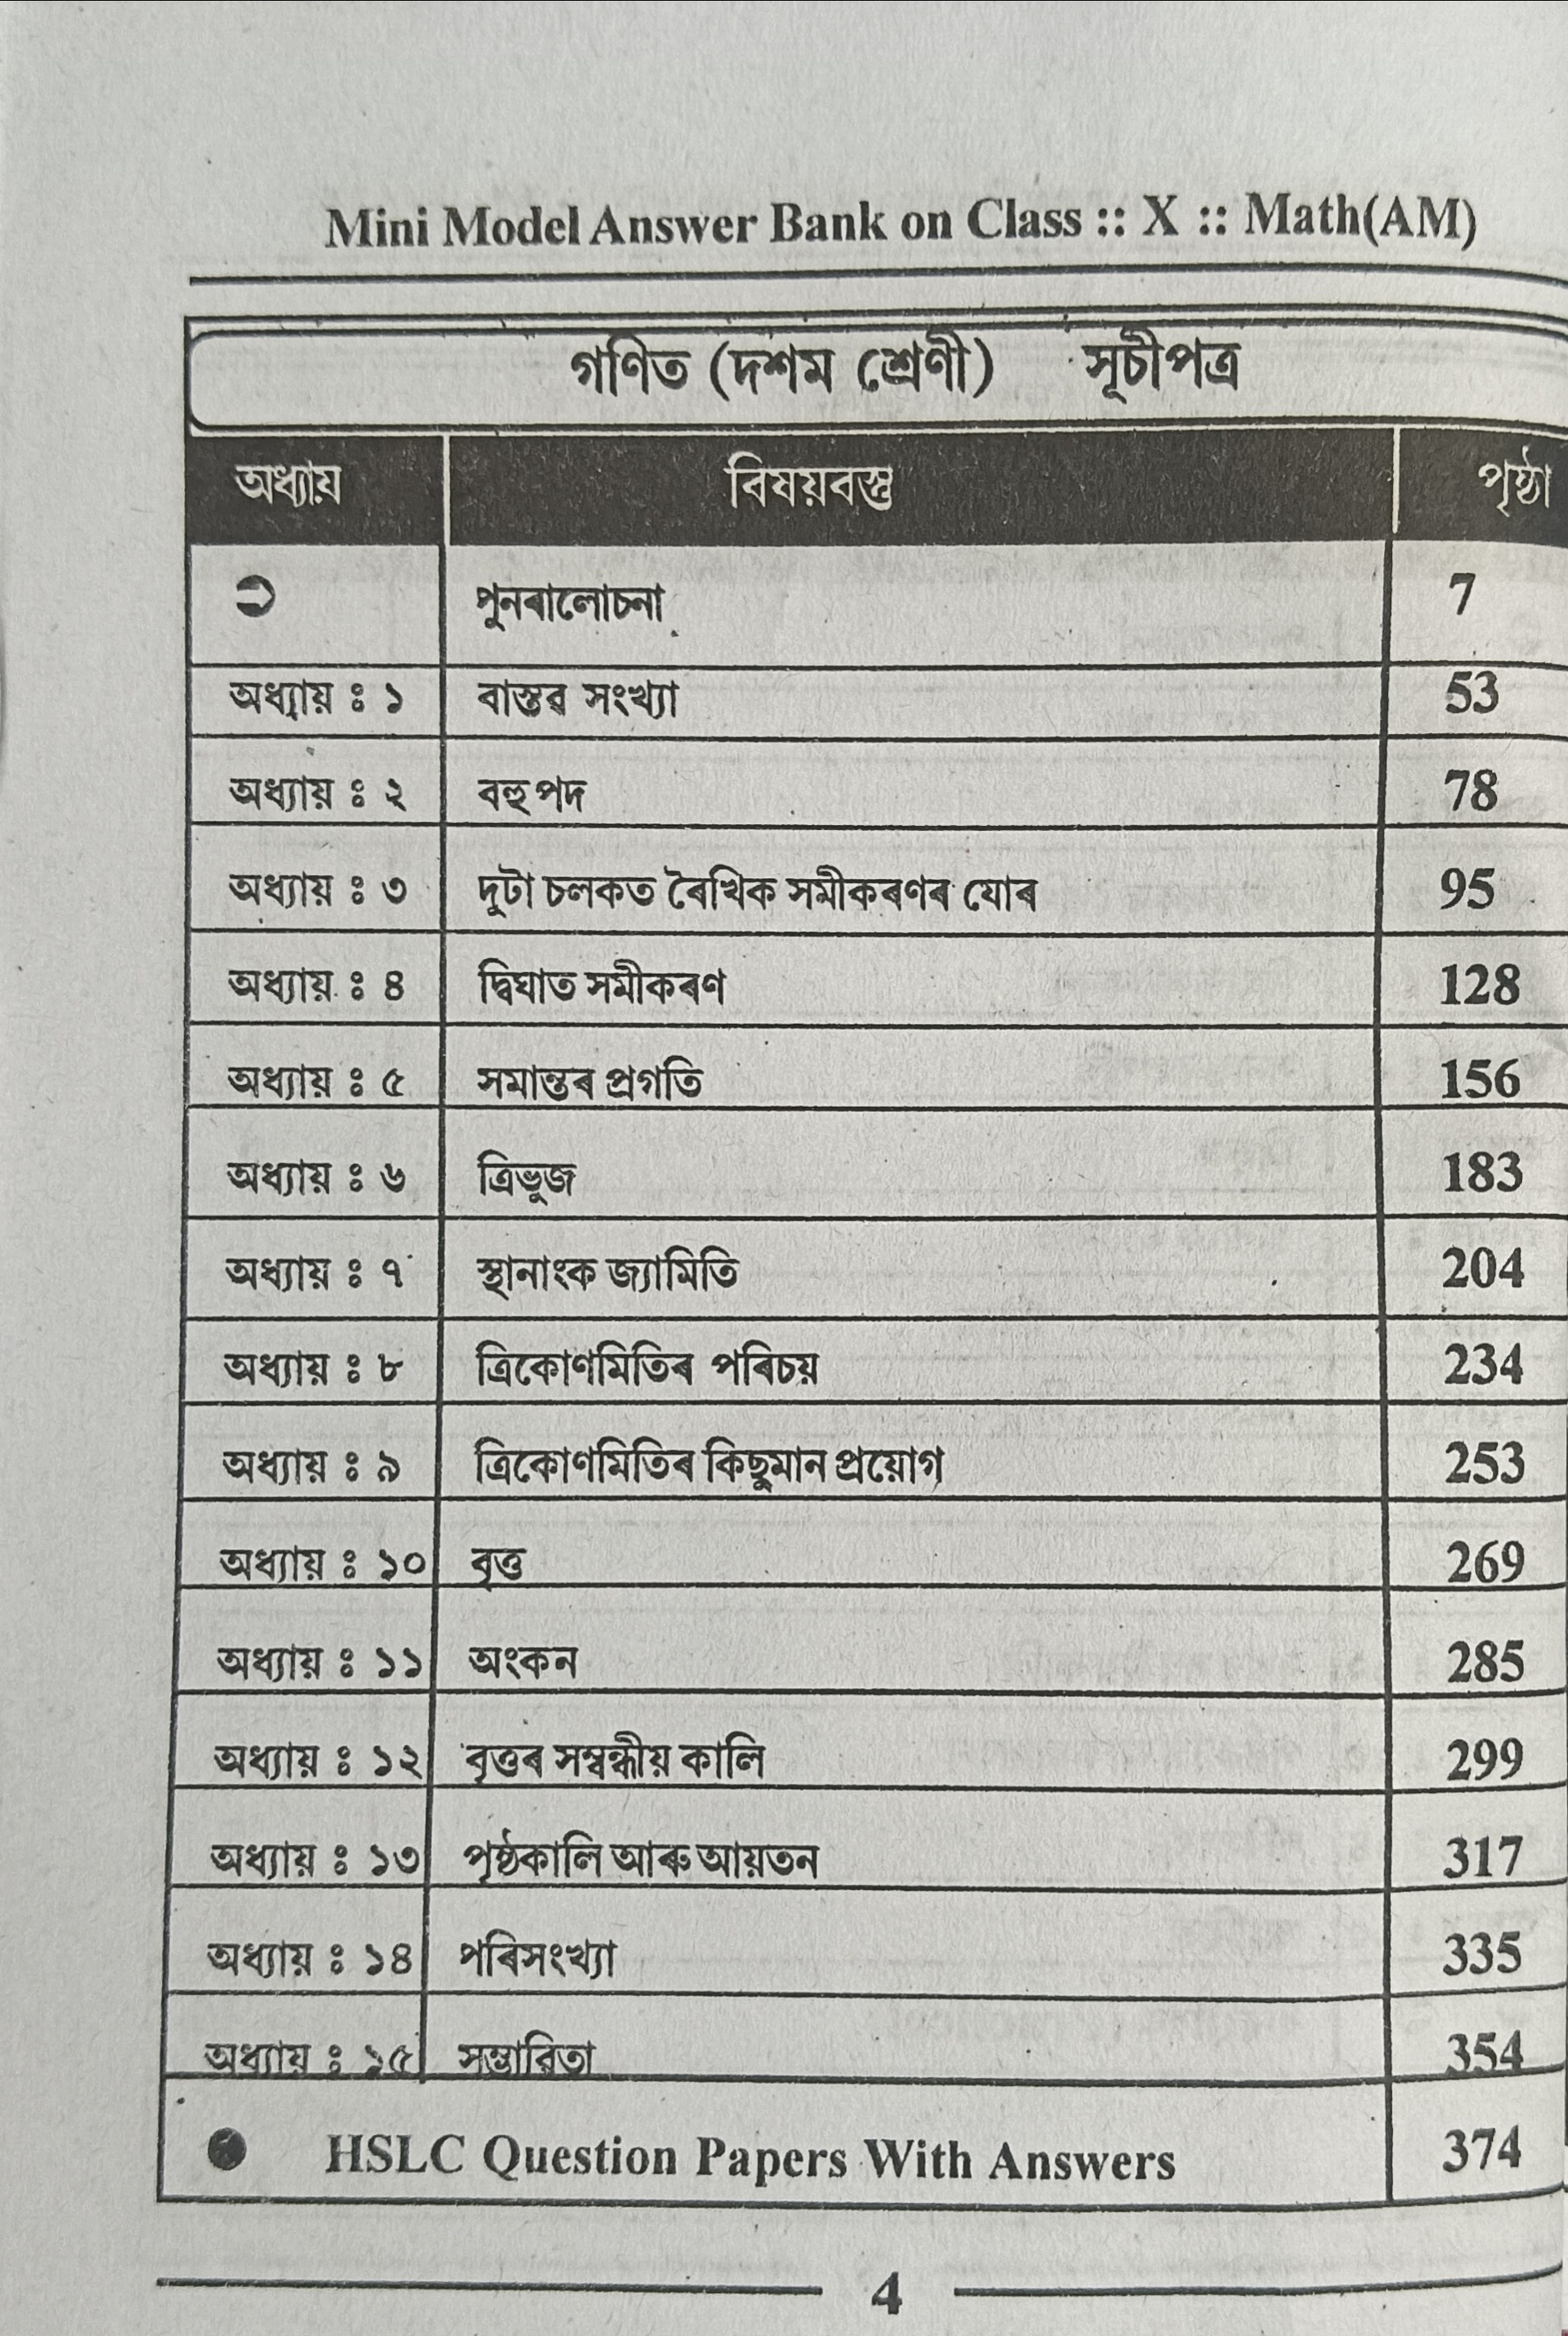 Mini Model Answer Bank on Class :: X :: Math(AM)
গণিত (দশম শ্ৰেণী) সূচীপত্ৰ
অধ্যায় বিষয়বস্তু পৃষ্ঠা
পুনৰালোচনা 7
অধ্যায় ঃ ১ বাস্তৱ সংখ্যা 53
অধ্যায় ঃ ২ বহুপদ 78
অধ্যায় ঃ ৩ দুটা চলকত ৰৈখিক সমীকৰণৰ যোৰ 95
অধ্যায় ঃ ৪ দ্বিঘাত সমীকৰণ 128
অধ্যায় ঃ ৫ সমান্তৰ প্ৰগতি 156
অধ্যায় ঃ ৬ ত্ৰিভুজ 183
অধ্যায় ঃ ৭ স্থানাংক জ্যামিতি 204
অধ্যায় ঃ ৮ ত্ৰিকোণমিতিৰ পৰিচয় 234
অধ্যায় ঃ ৯ ত্ৰিকোণমিতিৰ কিছুমান প্ৰয়োগ 253
অধ্যায় ঃ ১০ বৃত্ত 269
অধ্যায় ঃ ১১ অংকন 285
অধ্যায় ঃ ১২ বৃত্তৰ সম্বন্ধীয় কালি 299
অধ্যায় ঃ ১৩ পৃষ্ঠকালি আৰু আয়তন 317
অধ্যায় ঃ ১৪ পৰিসংখ্যা 335
অধ্যায় ঃ ১৫ সম্ভাৱিতা 354
● HSLC Question Papers With Answers 374
4